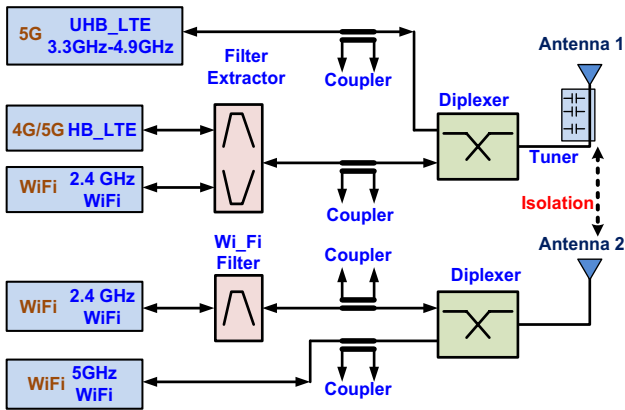 5G UHB_LTE
3.3GHz-4.9GHz
Filter
Extractor
Coupler
Antenna 1
Diplexer
4G/5G HB_LTE
Tuner
WiFi 2.4 GHz
WiFi
Coupler
Isolation
Wi_Fi
Filter
Antenna 2
Diplexer
WiFi 2.4 GHz
WiFi
Coupler
WiFi 5GHz
WiFi
Coupler